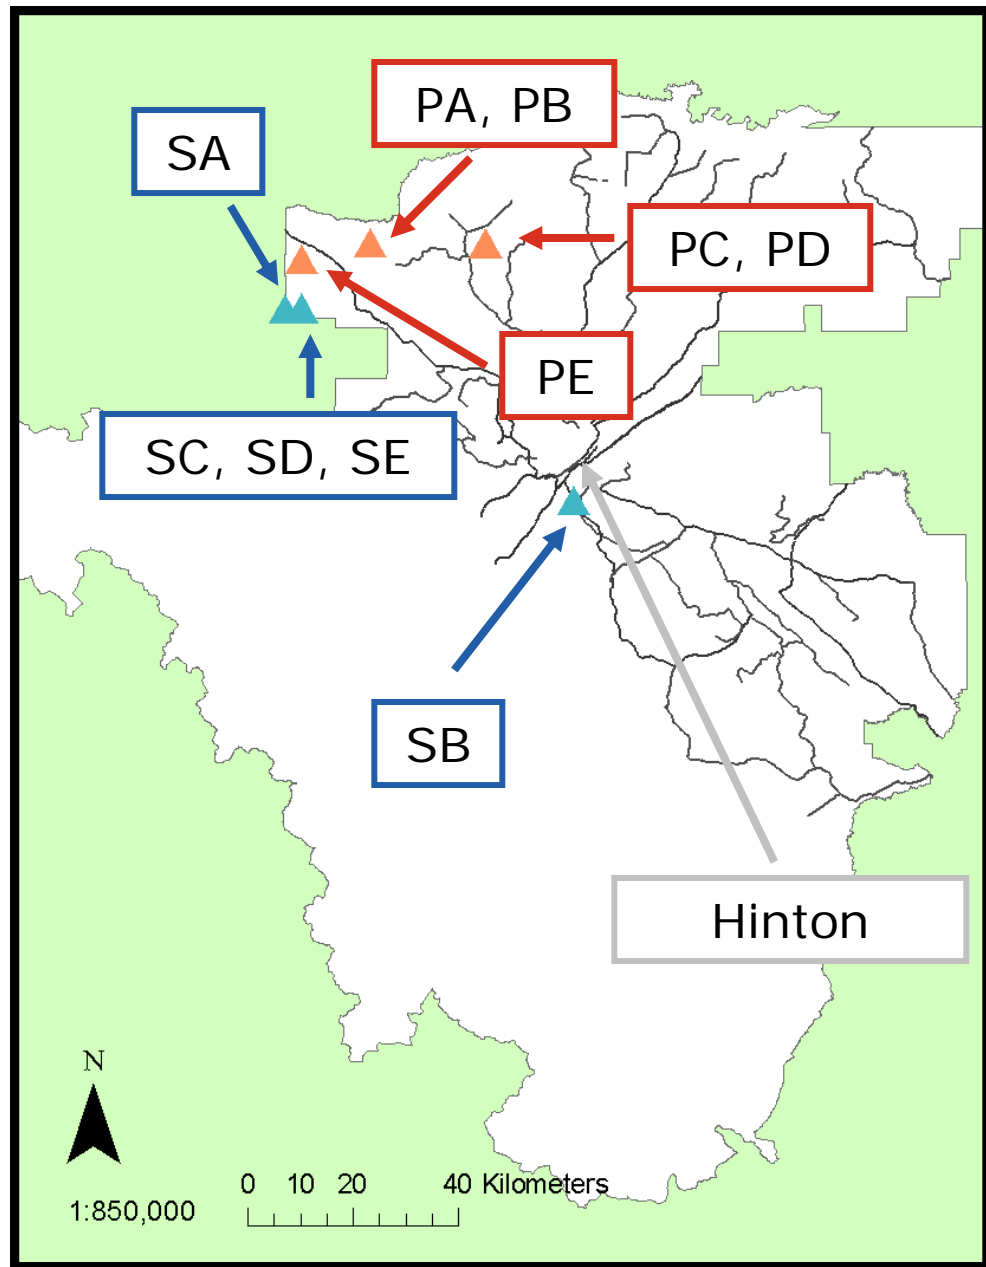 PA, PB
SA
PC, PD
PE
SC, SD, SE
SB
Hinton
N
0 10 20 40 Kilometers
1:850,000